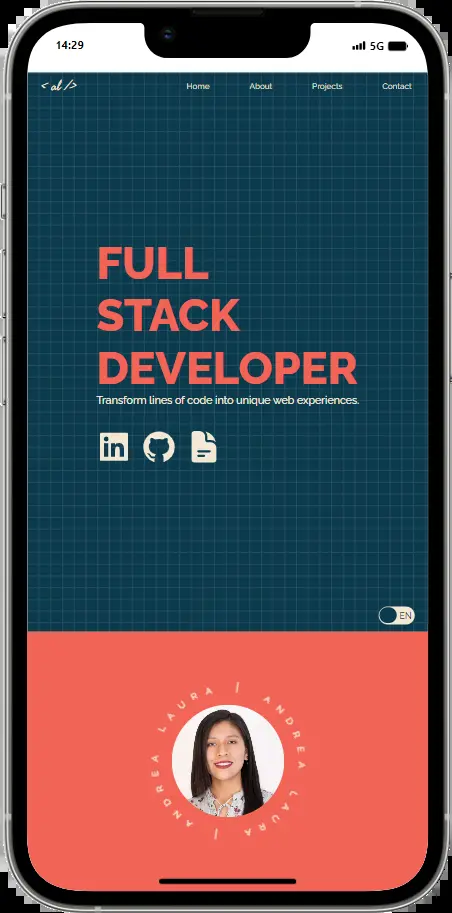 14:29
5G
< al />
Home About Projects Contact
FULL
STACK
DEVELOPER
Transform lines of code into unique web experiences.
in
EN
ANDREA LAURA | ANDREA LAURA |